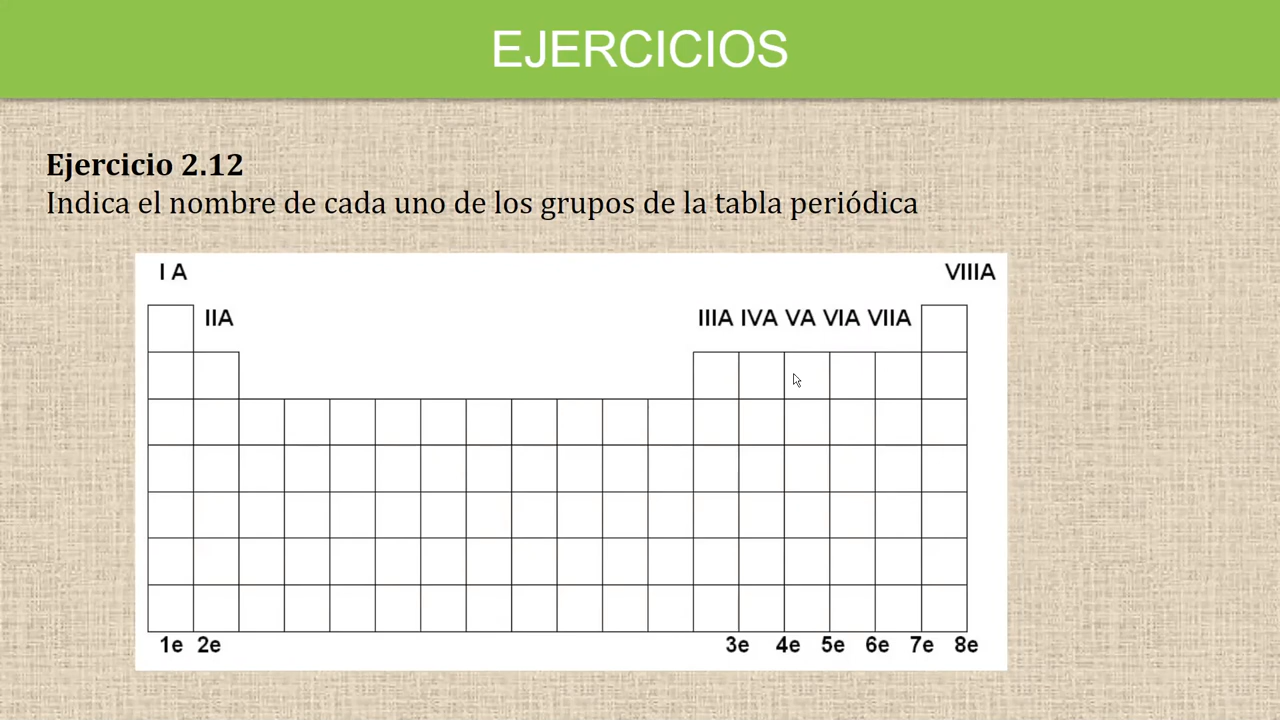 EJERCICIOS
Ejercicio 2.12
Indica el nombre de cada uno de los grupos de la tabla periódica
I A VIIIA
IIA IIIA IVA VA VIA VIIA
1e 2e 3e 4e 5e 6e 7e 8e